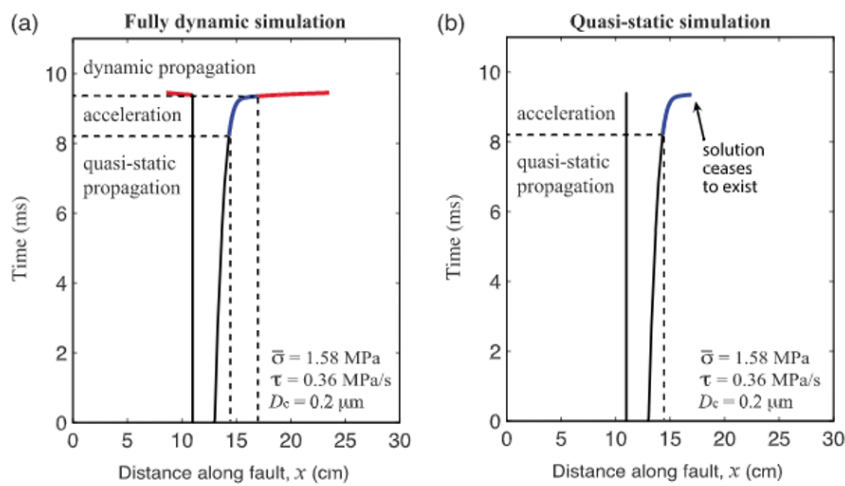 (a) Fully dynamic simulation
dynamic propagation
acceleration
quasi-static
propagation
Time (ms)
10
8
6
4
2
0
σ̅ = 1.58 MPa
τ = 0.36 MPa/s
Dc = 0.2 μm
0 5 10 15 20 25 30
Distance along fault, x (cm)
(b) Quasi-static simulation
acceleration
quasi-static
propagation
solution
ceases
to exist
Time (ms)
10
8
6
4
2
0
σ̅ = 1.58 MPa
τ = 0.36 MPa/s
Dc = 0.2 μm
0 5 10 15 20 25 30
Distance along fault, x (cm)